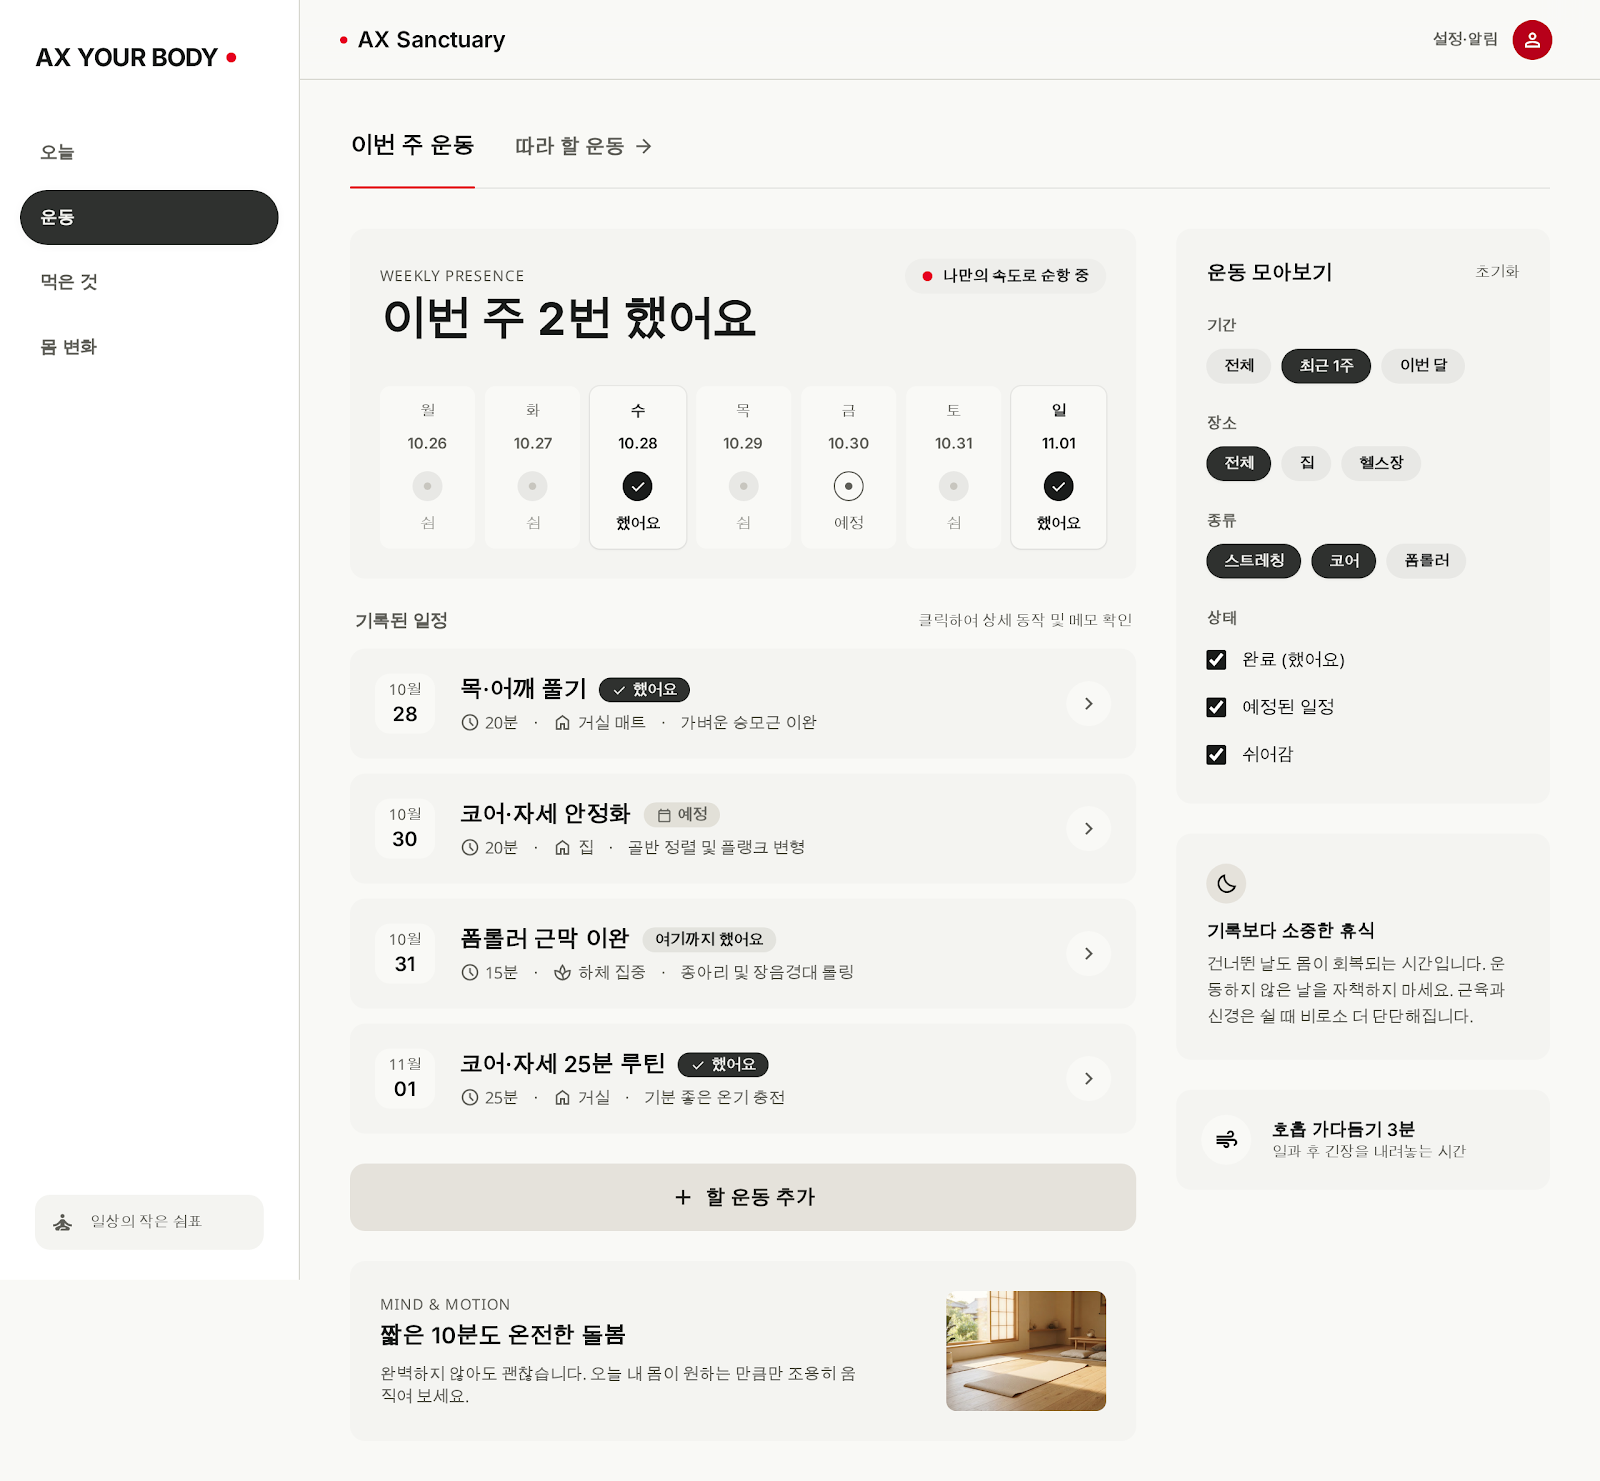 AX YOUR BODY
오늘
운동
먹은 것
몸 변화
일상의 작은 쉼표
AX Sanctuary
설정·알림
이번 주 운동
따라 할 운동 →
WEEKLY PRESENCE
나만의 속도로 순항 중
이번 주 2번 했어요
월
화
수
목
금
토
일
10.26
10.27
10.28
10.29
10.30
10.31
11.01
쉼
쉼
했어요
쉼
예정
쉼
했어요
기록된 일정
클릭하여 상세 동작 및 메모 확인
10월
28
목·어깨 풀기
했어요
20분 · 거실 매트 · 가벼운 승모근 이완
10월
30
코어·자세 안정화
예정
20분 · 집 · 골반 정렬 및 플랭크 변형
10월
31
폼롤러 근막 이완
여기까지 했어요
15분 · 하체 집중 · 종아리 및 장음경대 롤링
11월
01
코어·자세 25분 루틴
했어요
25분 · 거실 · 기분 좋은 온기 충전
+ 할 운동 추가
MIND & MOTION
짧은 10분도 온전한 돌봄
완벽하지 않아도 괜찮습니다. 오늘 내 몸이 원하는 만큼만 조용히 움
직여 보세요.
운동 모아보기
초기화
기간
전체
최근 1주
이번 달
장소
전체
집
헬스장
종류
스트레칭
코어
폼롤러
상태
완료 (했어요)
예정된 일정
쉬어감
기록보다 소중한 휴식
건너뛴 날도 몸이 회복되는 시간입니다. 운
동하지 않은 날을 자책하지 마세요. 근육과
신경은 쉴 때 비로소 더 단단해집니다.
호흡 가다듬기 3분
일과 후 긴장을 내려놓는 시간